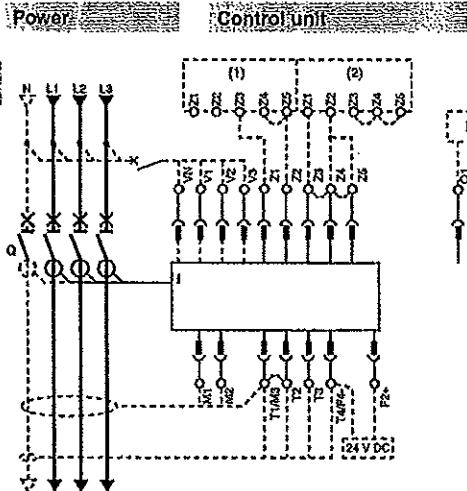 Power Control unit
(1) (2)
N L1 L2 L3
Z1 Z2 Z3 Z4 Z5 Z1 Z2 Z3 Z4 Z5
VN V1 V2 V3 Z1 Z2 Z3 Z4 Z5
Q
I
M1 M2 T1/M3 T2 T3 T4/F4- F2+
24 V DC